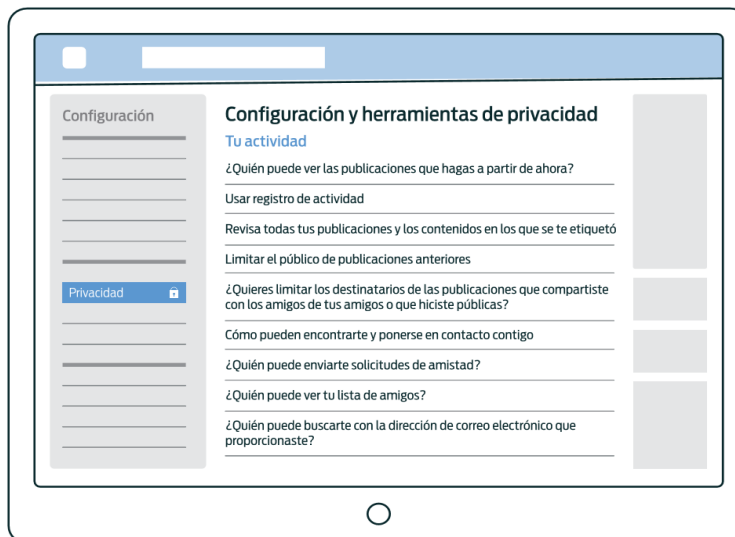 Configuración
Privacidad
Configuración y herramientas de privacidad
Tu actividad
¿Quién puede ver las publicaciones que hagas a partir de ahora?
Usar registro de actividad
Revisa todas tus publicaciones y los contenidos en los que se te etiquetó
Limitar el público de publicaciones anteriores
¿Quieres limitar los destinatarios de las publicaciones que compartiste
con los amigos de tus amigos o que hiciste públicas?
Cómo pueden encontrarte y ponerse en contacto contigo
¿Quién puede enviarte solicitudes de amistad?
¿Quién puede ver tu lista de amigos?
¿Quién puede buscarte con la dirección de correo electrónico que
proporcionaste?